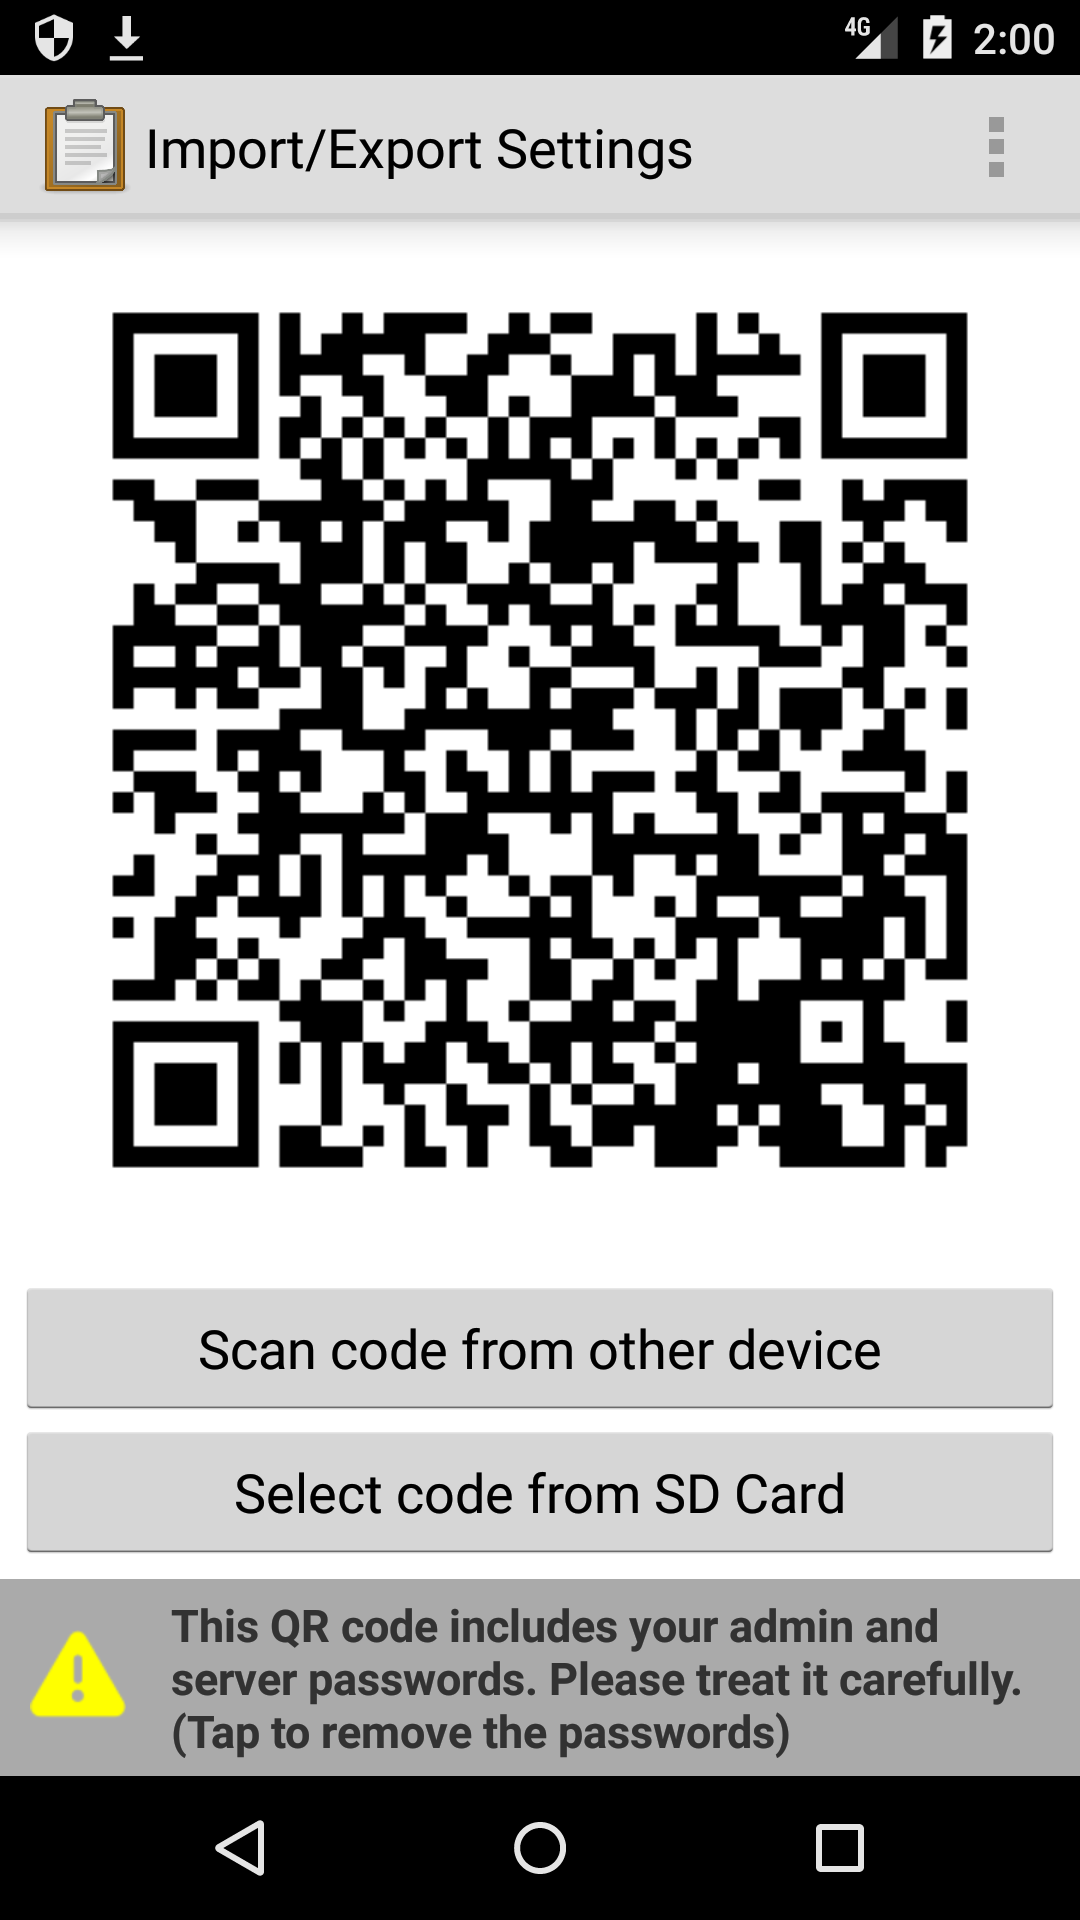 4G 2:00
Import/Export Settings
Scan code from other device
Select code from SD Card
This QR code includes your admin and
server passwords. Please treat it carefully.
(Tap to remove the passwords)